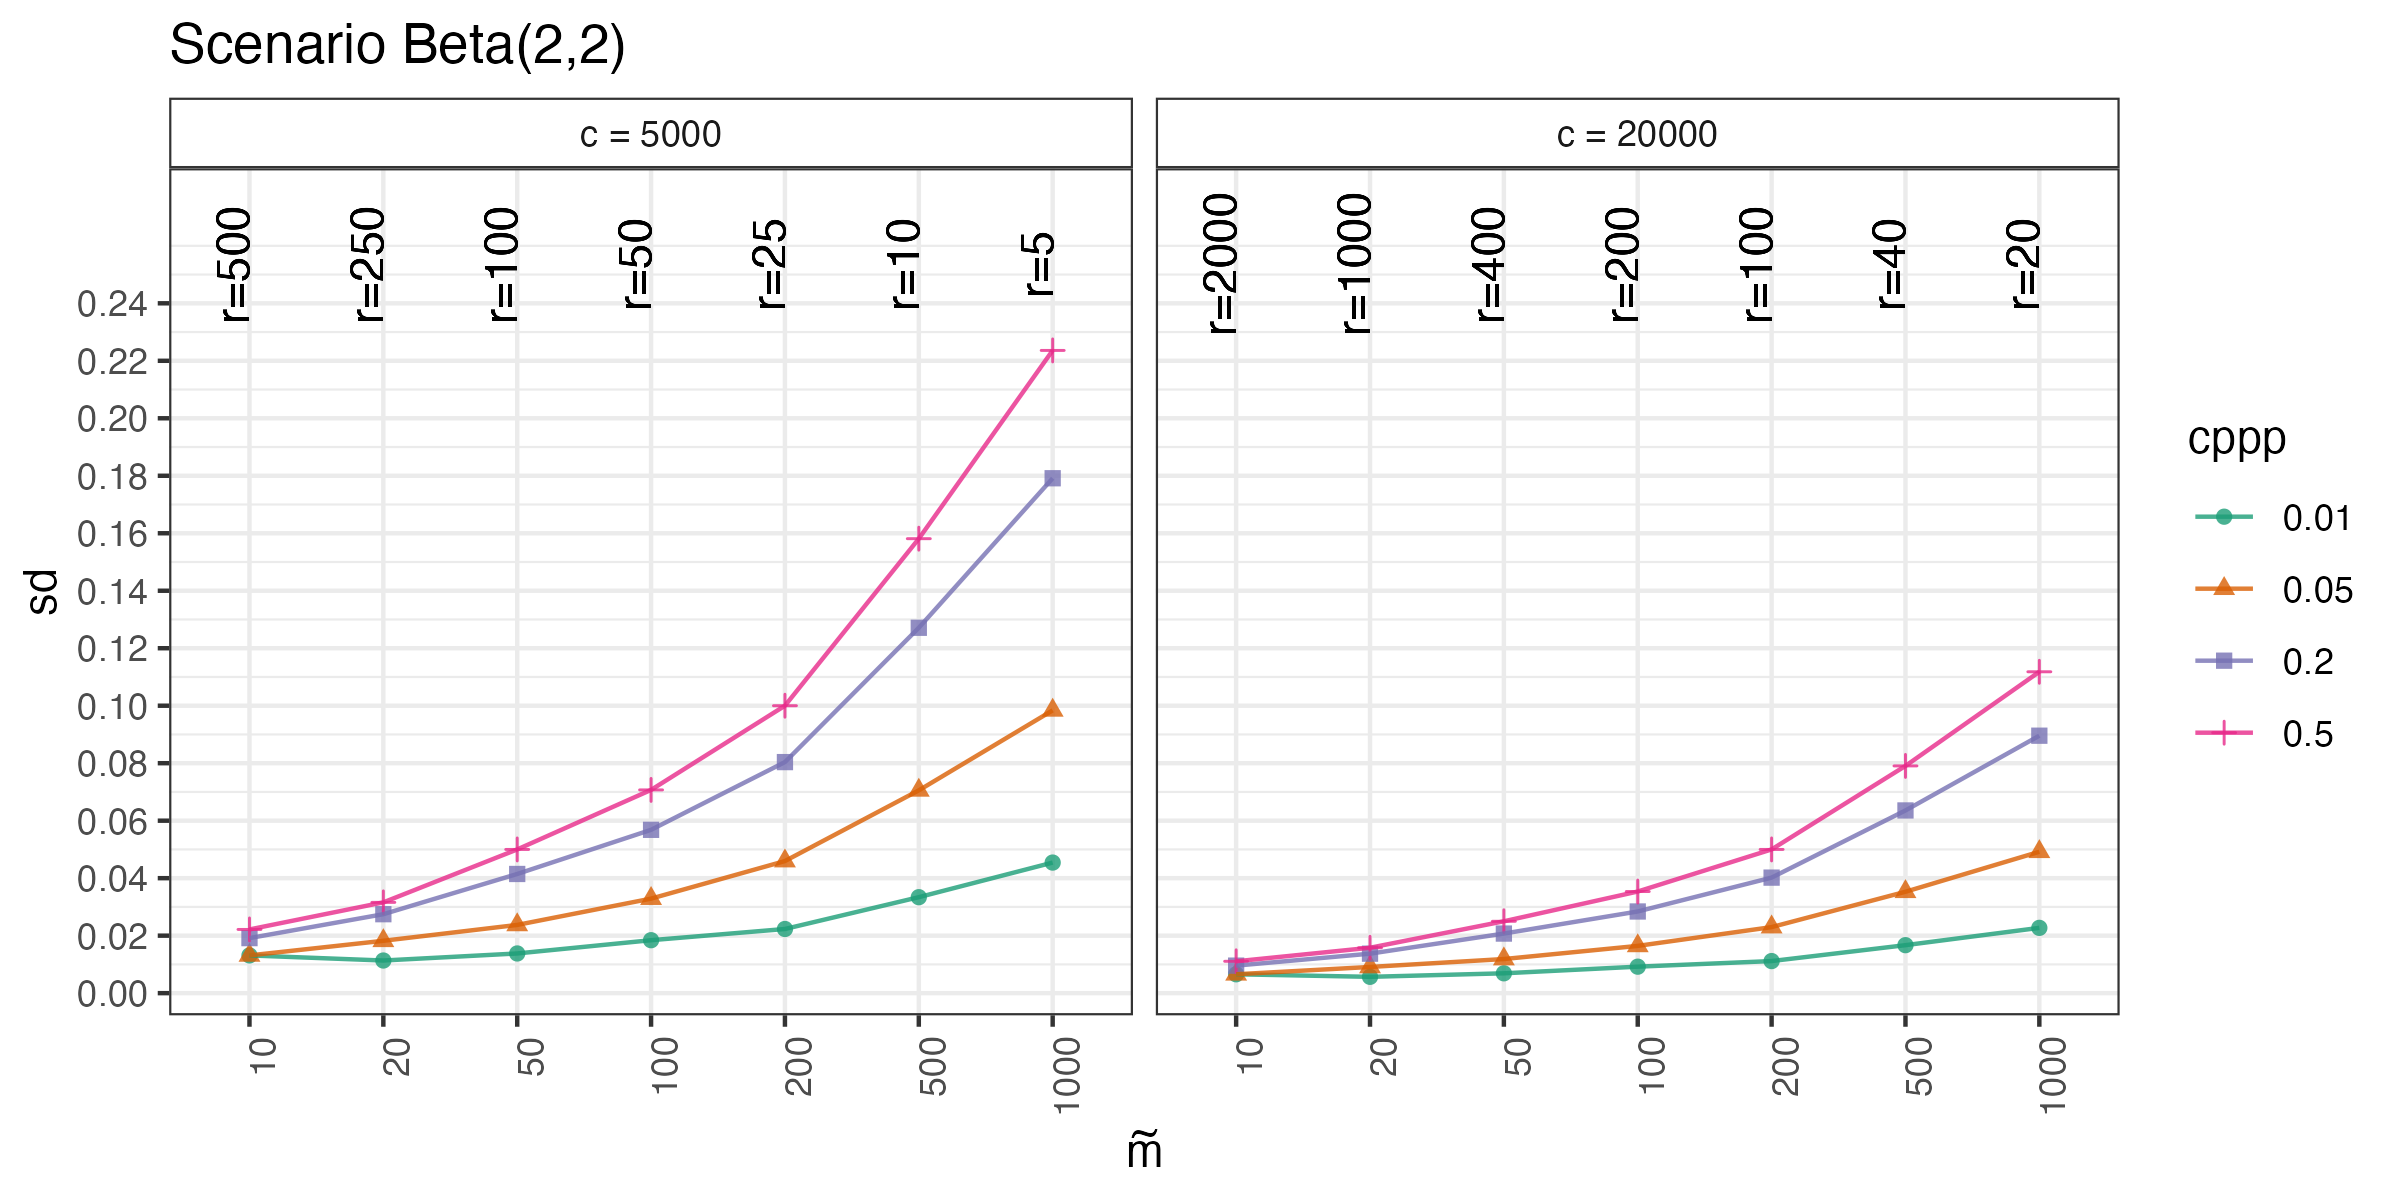 Scenario Beta(2,2)
c = 5000
c = 20000
r=500
r=250
r=100
r=50
r=25
r=10
r=5
r=2000
r=1000
r=400
r=200
r=100
r=40
r=20
sd
0.24
0.22
0.20
0.18
0.16
0.14
0.12
0.10
0.08
0.06
0.04
0.02
0.00
10
20
50
100
200
500
1000
10
20
50
100
200
500
1000
m̃
cppp
0.01
0.05
0.2
0.5